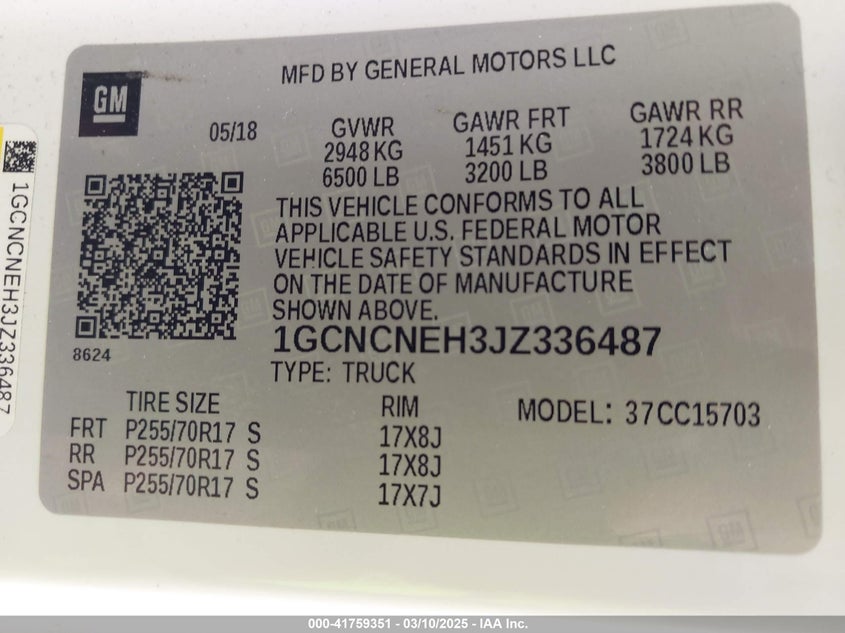 GM
MFD BY GENERAL MOTORS LLC
05/18
GVWR
2948 KG
6500 LB
GAWR FRT
1451 KG
3200 LB
GAWR RR
1724 KG
3800 LB
THIS VEHICLE CONFORMS TO ALL
APPLICABLE U.S. FEDERAL MOTOR
VEHICLE SAFETY STANDARDS IN EFFECT
ON THE DATE OF MANUFACTURE
SHOWN ABOVE.
8624
1GCNCNEH3JZ336487
TYPE: TRUCK
TIRE SIZE RIM MODEL: 37CC15703
FRT P255/70R17 S 17X8J
RR P255/70R17 S 17X8J
SPA P255/70R17 S 17X7J
1GCNCNEH3JZ336487
000-41759351 - 03/10/2025 - IAA Inc.